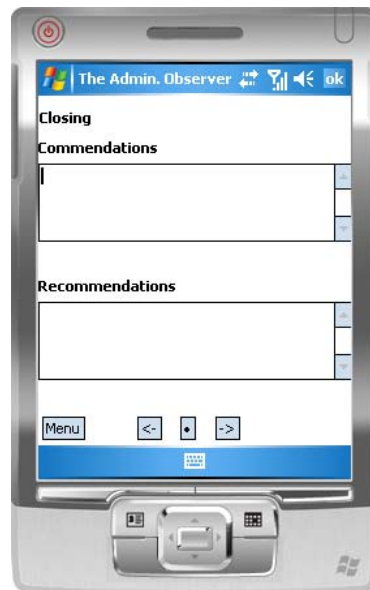 The Admin. Observer ok
Closing
Commendations
Recommendations
Menu <- • ->